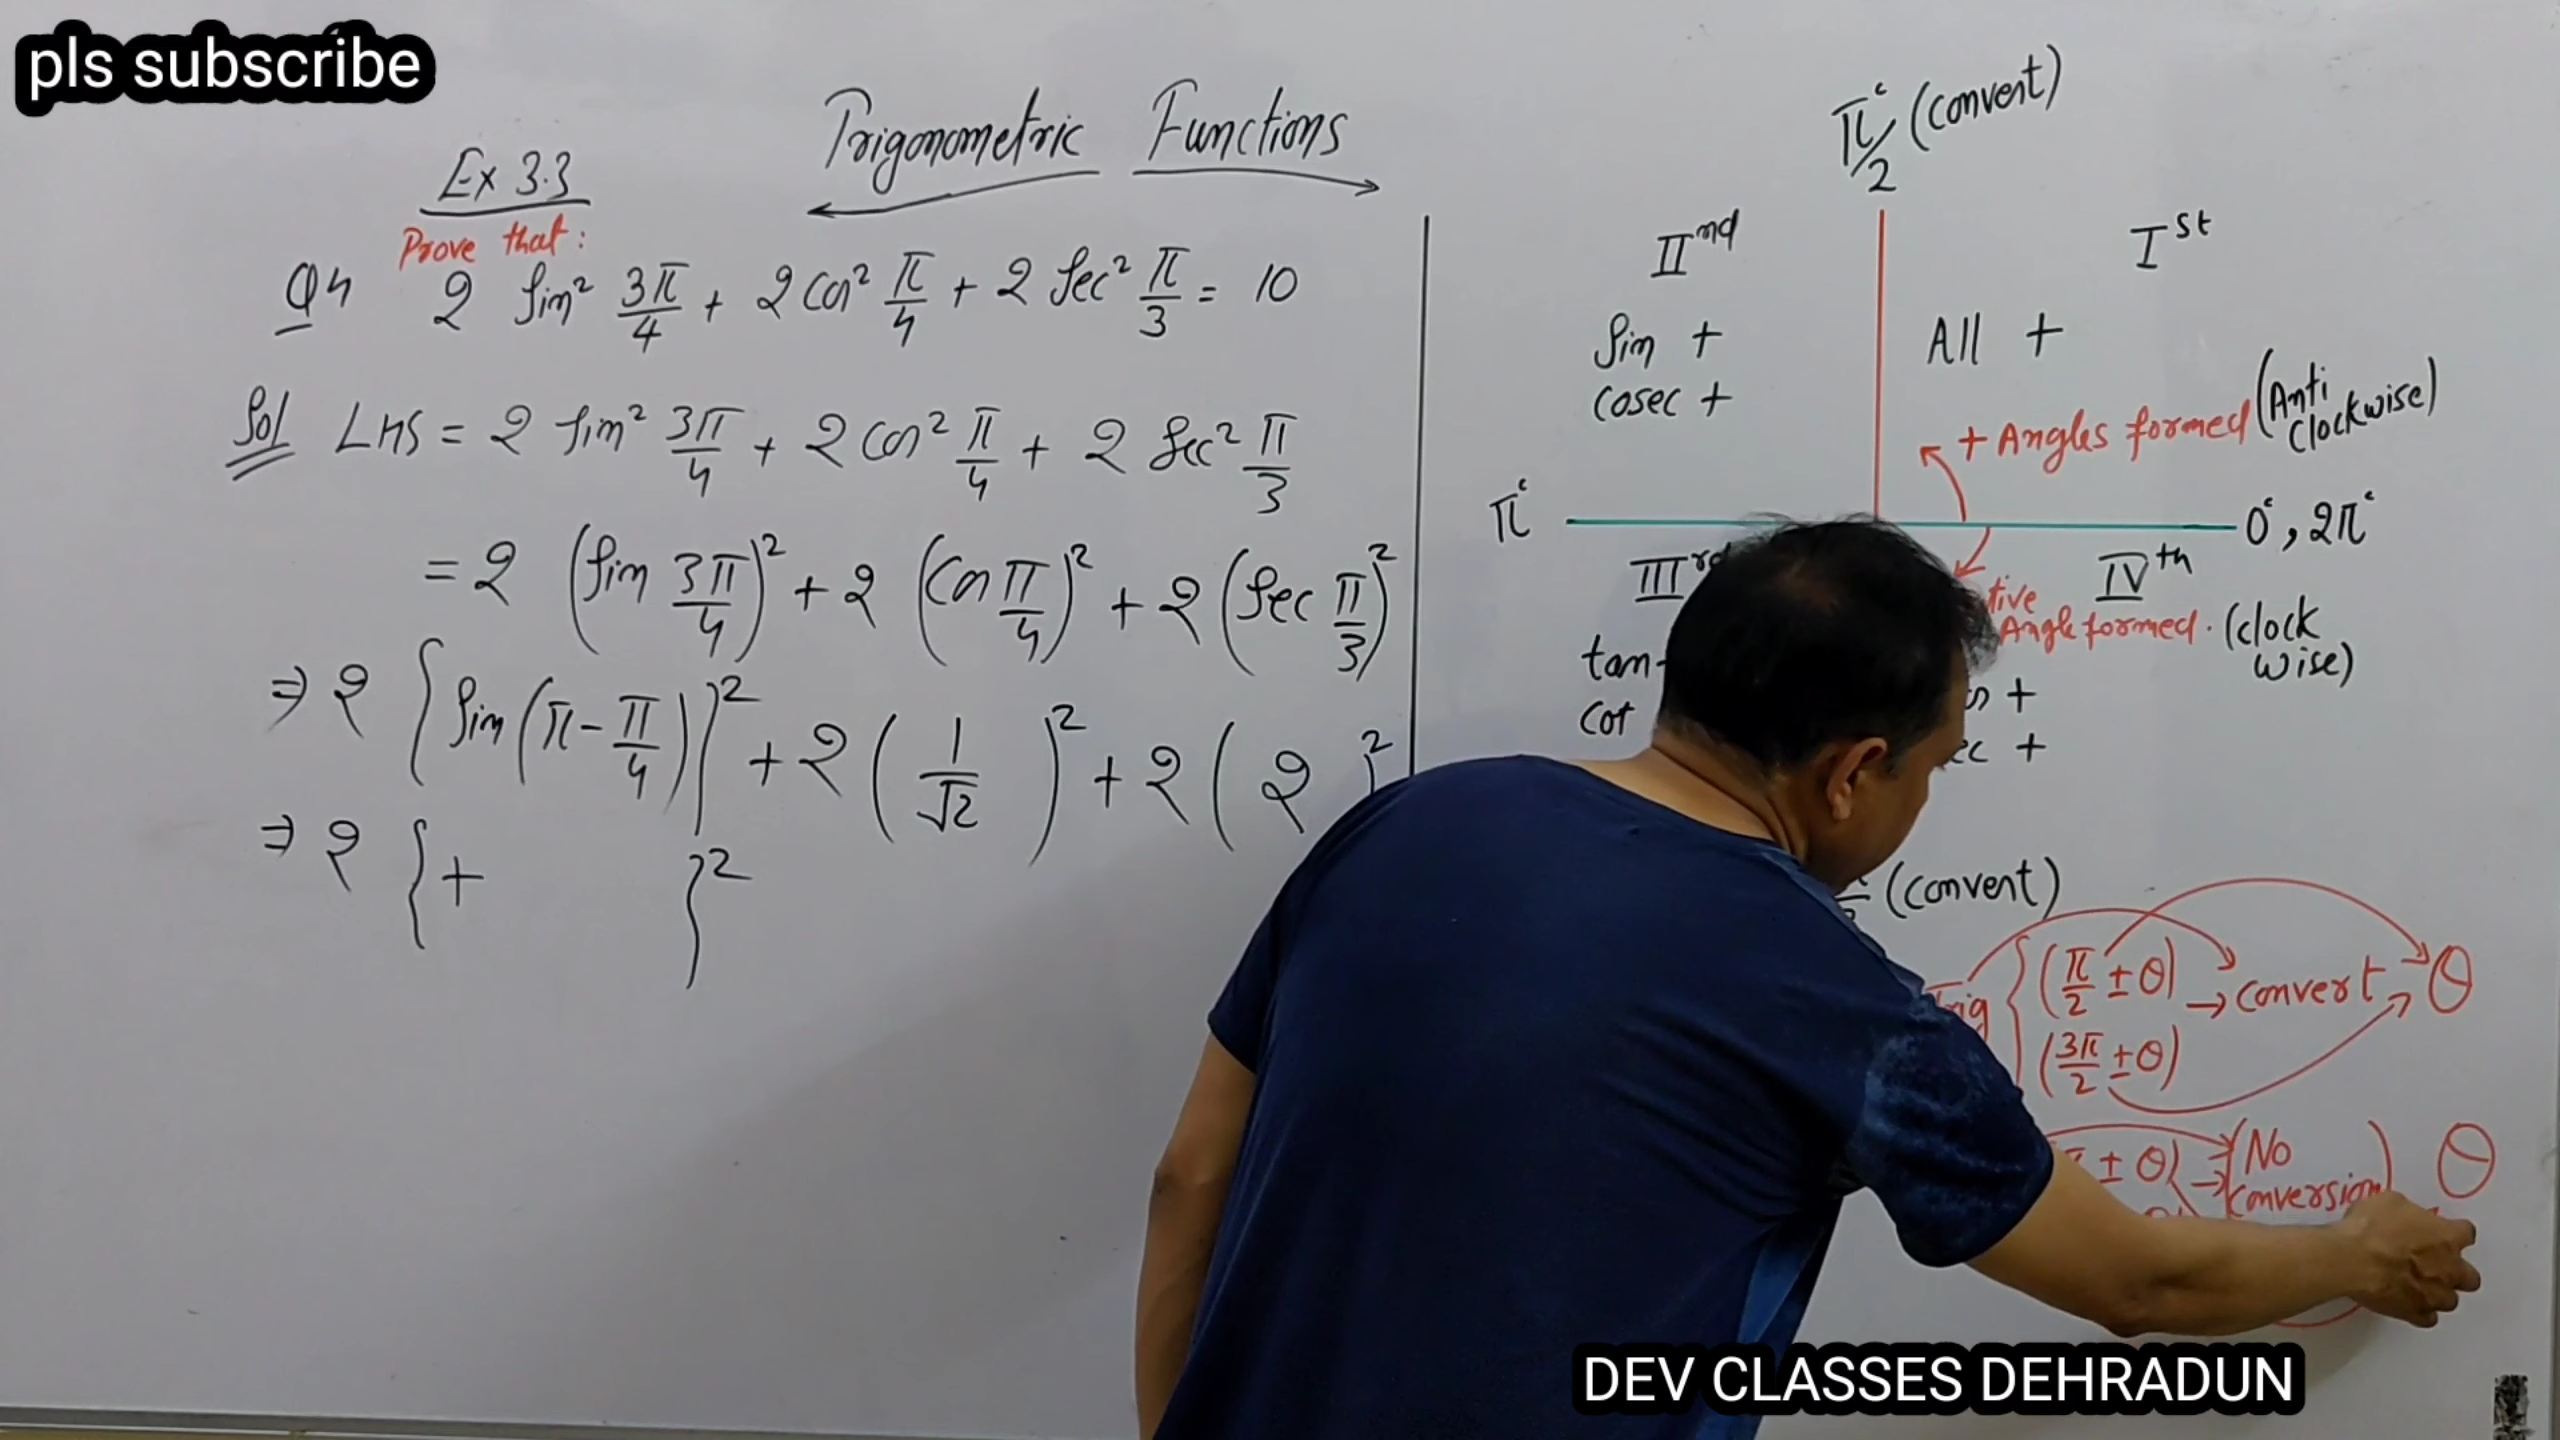 pls subscribe
Trigonometric Functions
Ex 3.3
Prove that:
Q4 2 Sin² 3π/4 + 2 cos² π/4 + 2 Sec² π/3 = 10
Sol LHS = 2 sin² 3π/4 + 2 cos² π/4 + 2 Sec² π/3
= 2 (Sin 3π/4)² + 2 (Cos π/4)² + 2 (Sec π/3)²
⇒ 2 {Sin (π - π/4)}² + 2 (1/√2)² + 2 (2)²
⇒ 2 {+ }²
π/2ᶜ (convert)
IInd Ist
Sin + All +
cosec +
+ Angles formed (Anti clockwise)
πᶜ 0ᶜ, 2πᶜ
IIIrd IVth
Angle formed. (clock wise)
tan
cot
+
+
(convert)
(π/2 ± θ) → convert θ
(3π/2 ± θ)
± θ) → (No conversion) θ
DEV CLASSES DEHRADUN